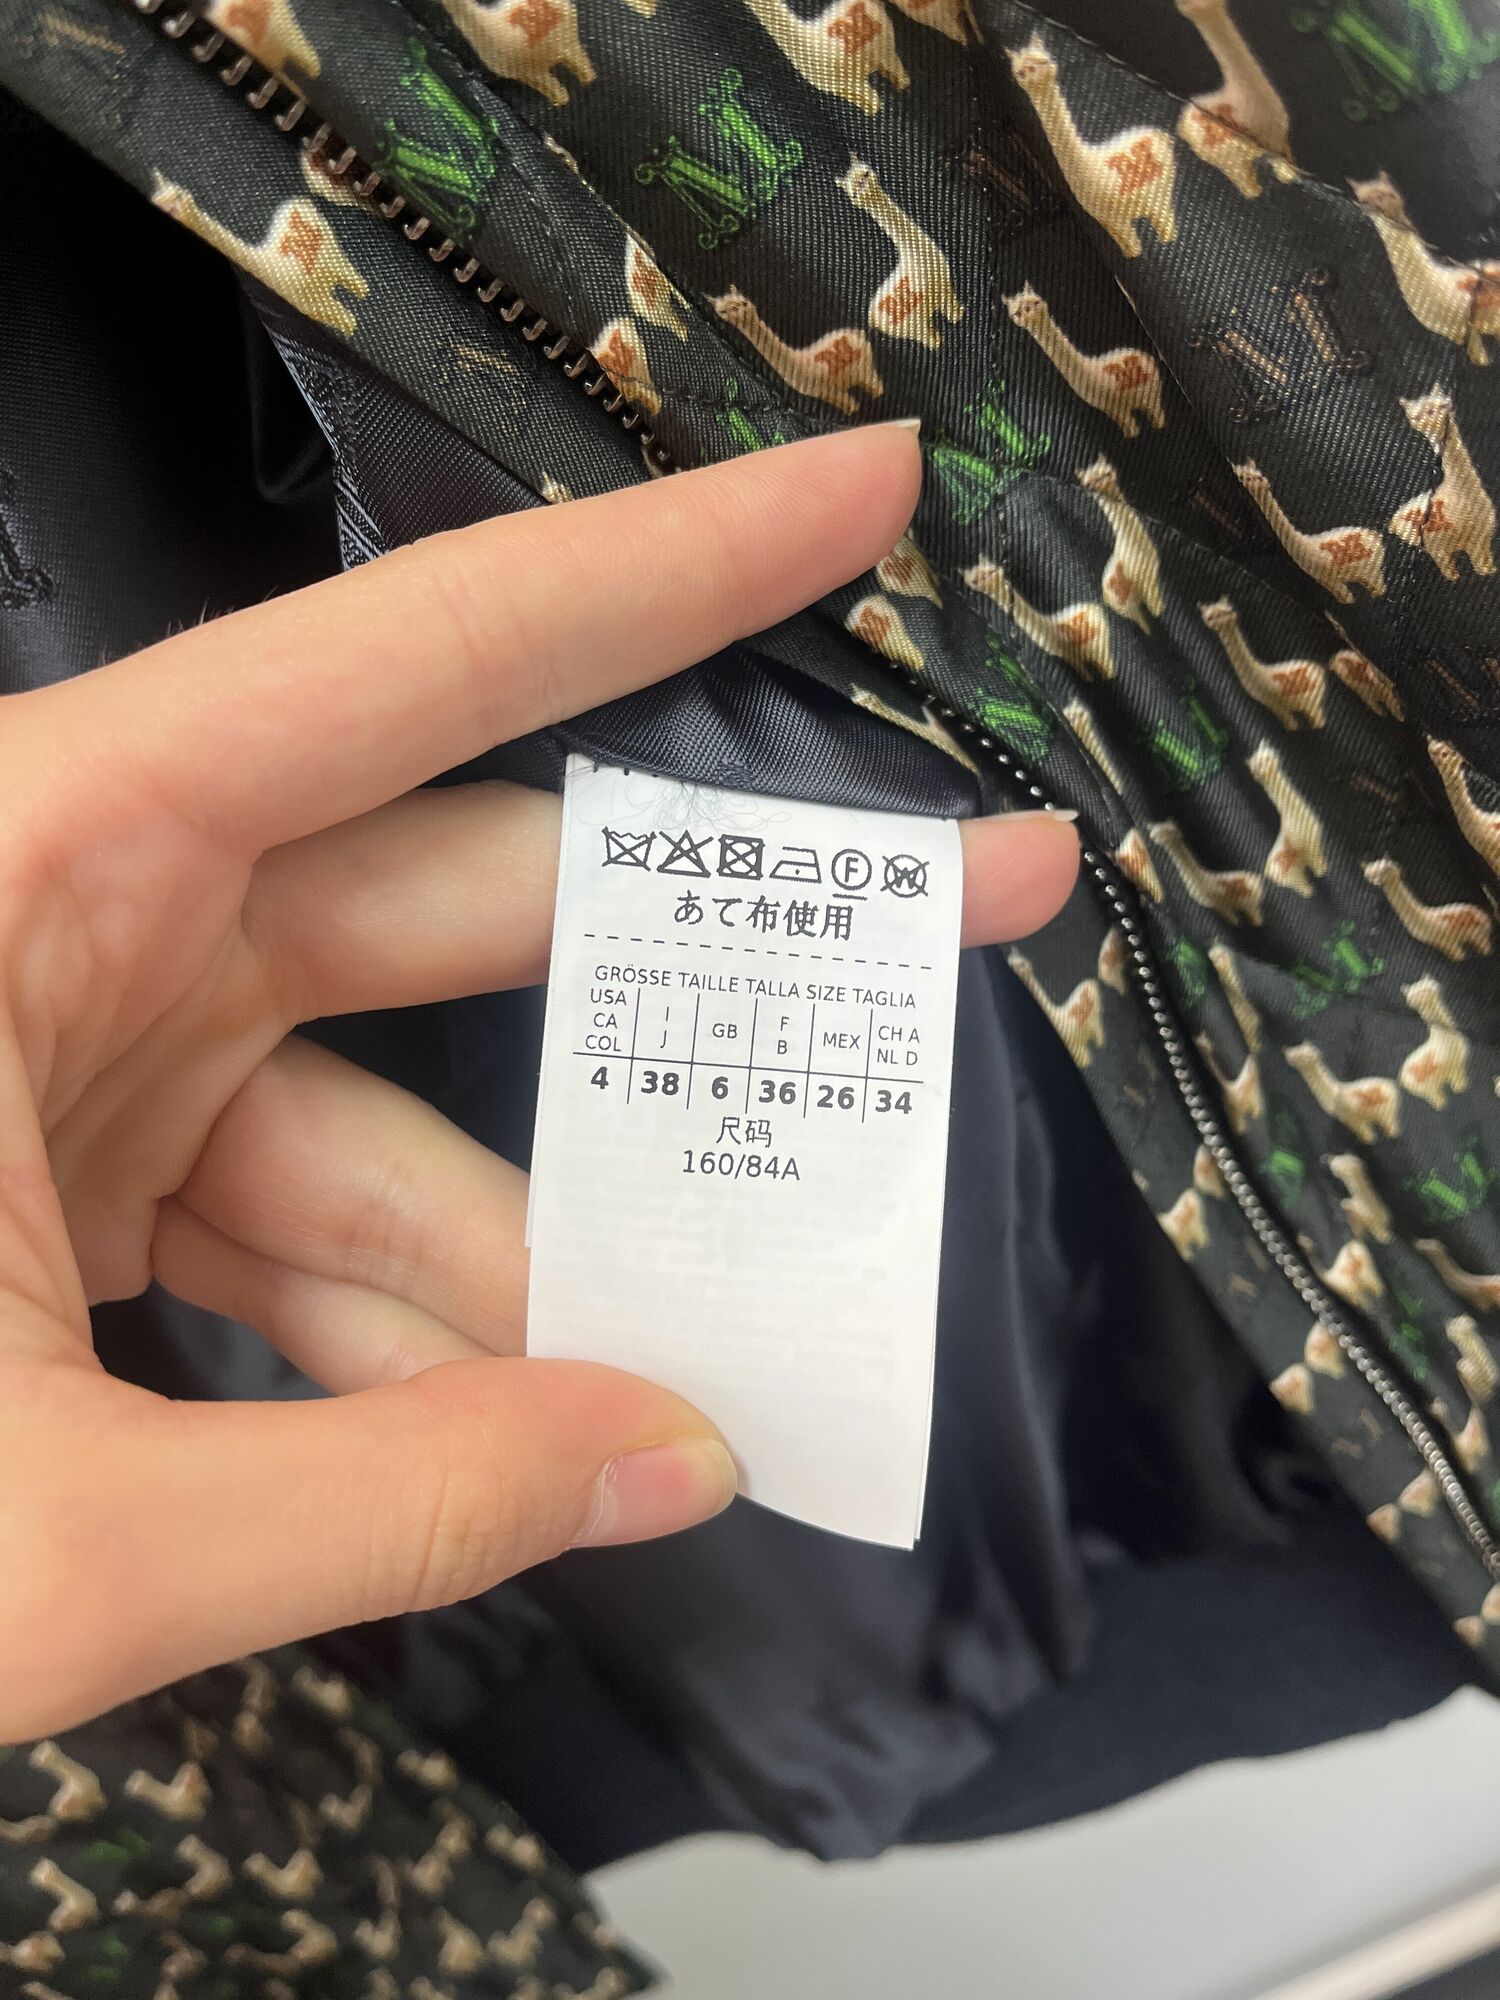 F W
あて布使用
GRÖSSE TAILLE TALLA SIZE TAGLIA
USA CA COL | I J | GB | F B | MEX | CH A NL D
4 | 38 | 6 | 36 | 26 | 34
尺码
160/84A